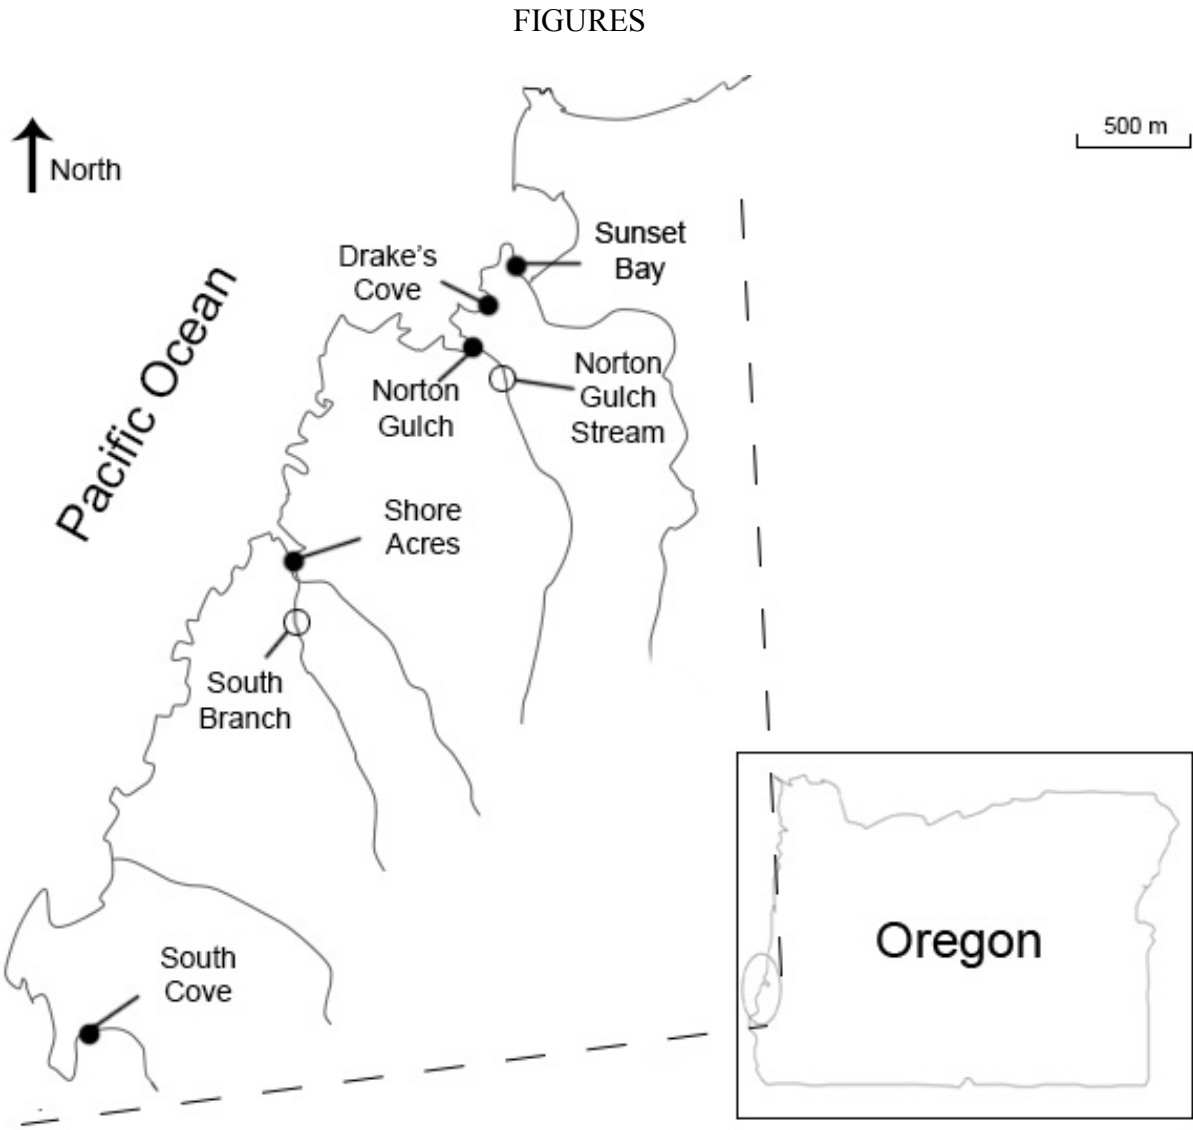 FIGURES
500 m
North
Sunset
Bay
Drake's
Cove
Pacific Ocean
Norton
Gulch
Stream
Norton
Gulch
Shore
Acres
South
Branch
Oregon
South
Cove